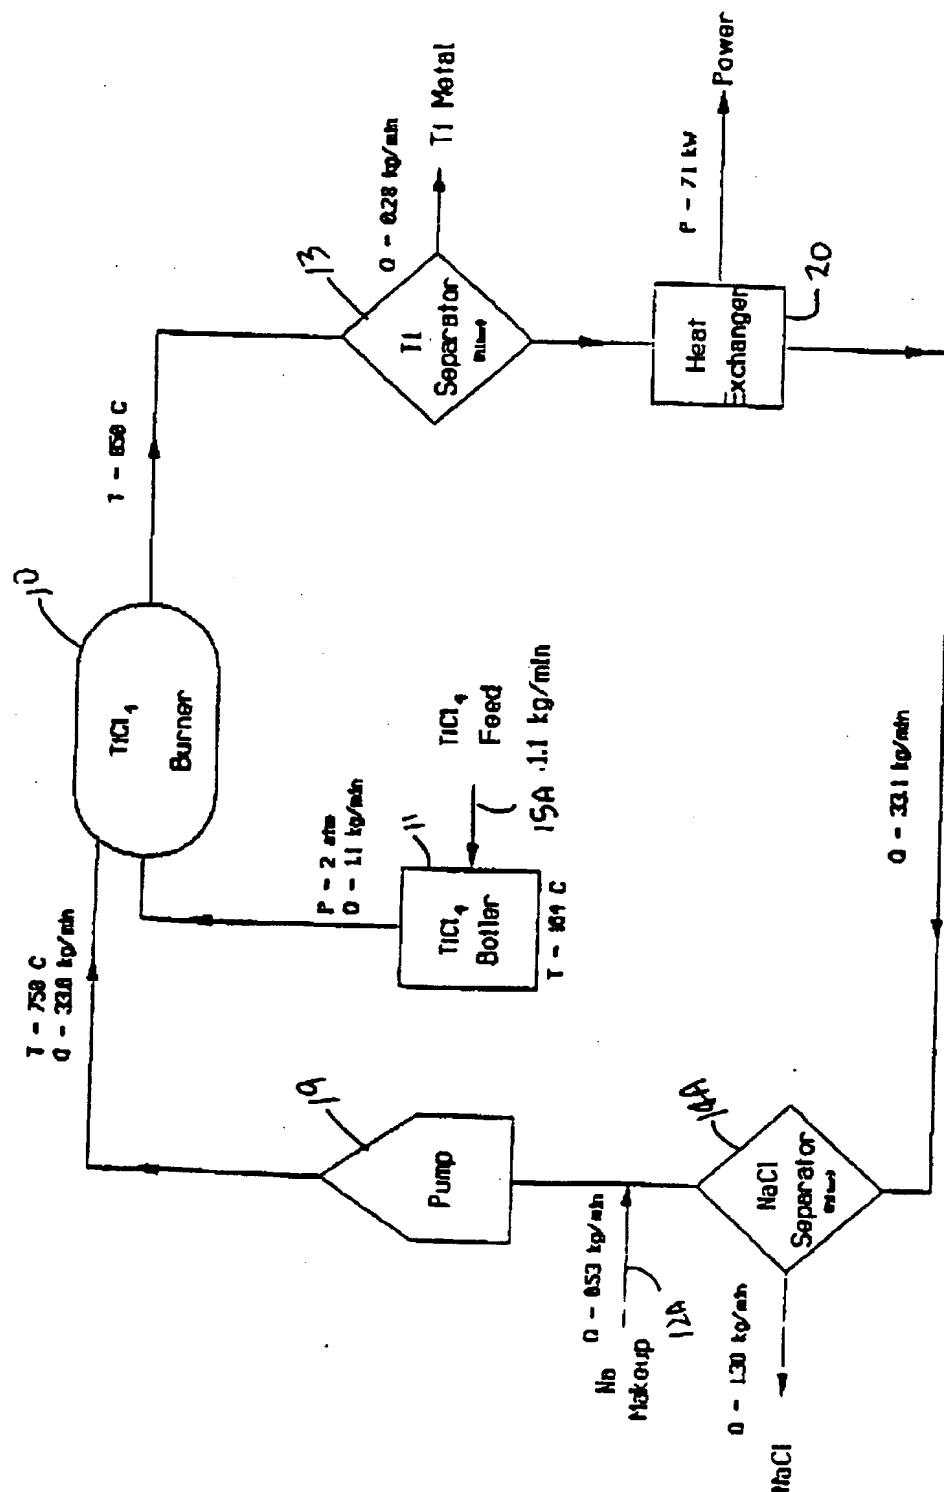 T - 750 C
Q - 33.0 kg/min
10
TiCl4
Burner
T - 850 C
13
Ti
Separator
Q - 0.28 kg/min
Ti Metal
P - 2 atm
Q - 1.1 kg/min
11
TiCl4
Boiler
T - 164 C
TiCl4
Feed
15A .1.1 kg/min
19
Pump
Na
Makeup
Q - 0.53 kg/min
12A
14A
NaCl
Separator
Q - 1.30 kg/min
NaCl
Q - 33.1 kg/min
Heat
Exchanger
20
P - 71 kw
Power